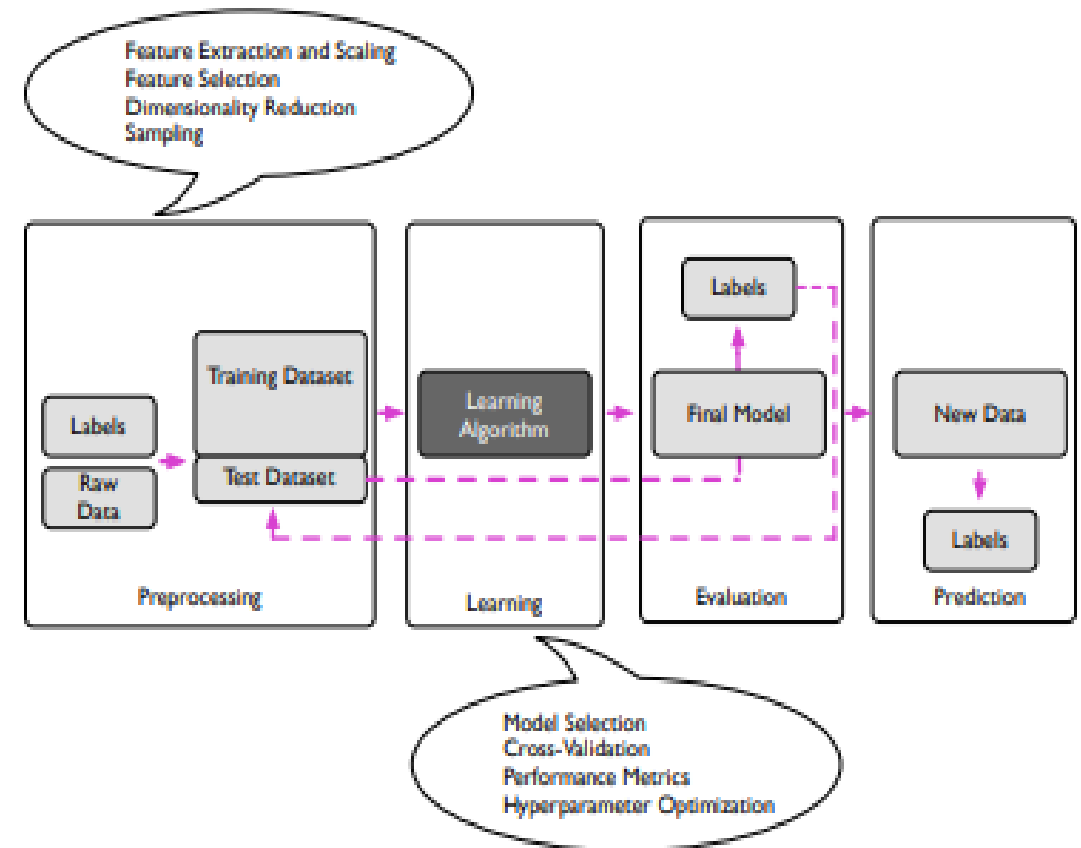 Feature Extraction and Scaling
Feature Selection
Dimensionality Reduction
Sampling
Labels
Raw
Data
Training Dataset
Test Dataset
Preprocessing
Learning
Algorithm
Learning
Labels
Final Model
Evaluation
New Data
Labels
Prediction
Model Selection
Cross-Validation
Performance Metrics
Hyperparameter Optimization